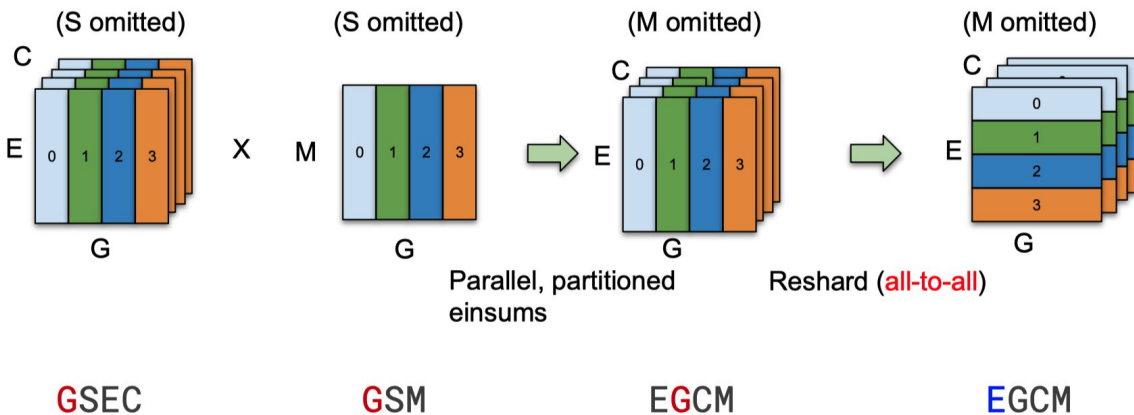 (S omitted)
(S omitted)
(M omitted)
(M omitted)
C
E
0 1 2 3
G
X
M
0 1 2 3
G
C
E
0 1 2 3
G
C
E
0
1
2
3
G
Parallel, partitioned
einsums
Reshard (all-to-all)
GSEC
GSM
EGCM
EGCM